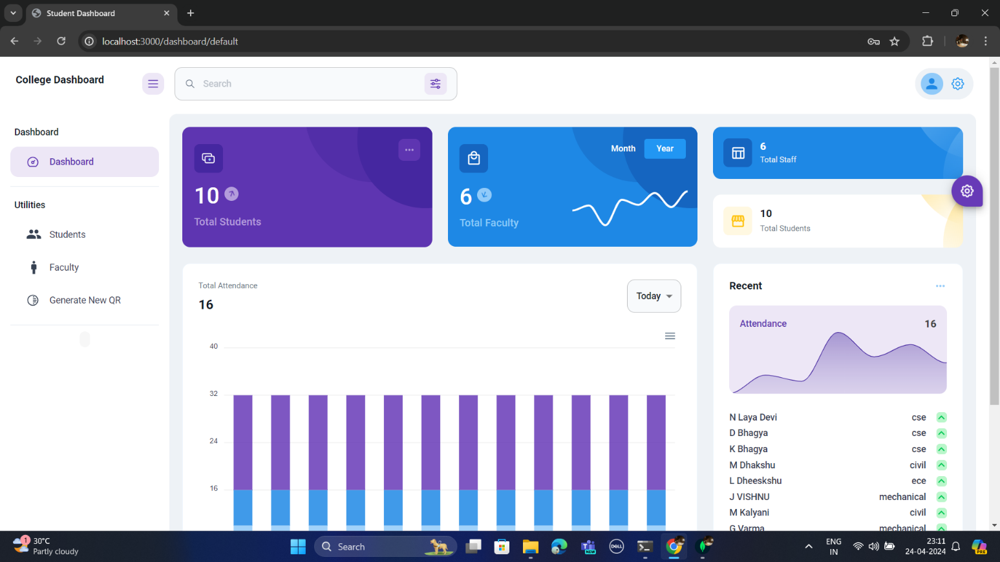 Student Dashboard
localhost:3000/dashboard/default
College Dashboard
Search
Dashboard
Dashboard
Utilities
Students
Faculty
Generate New QR
10
Total Students
Month Year
6
Total Faculty
6
Total Staff
10
Total Students
Total Attendance
16
Today
40
32
24
16
Recent
Attendance 16
N Laya Devi cse
D Bhagya cse
K Bhagya cse
M Dhakshu civil
L Dheeskshu ece
J VISHNU mechanical
M Kalyani civil
G Varma mechanical
1
30°C
Partly cloudy
Search
T NEW
DELL
ENG
IN
23:11
24-04-2024
PRE